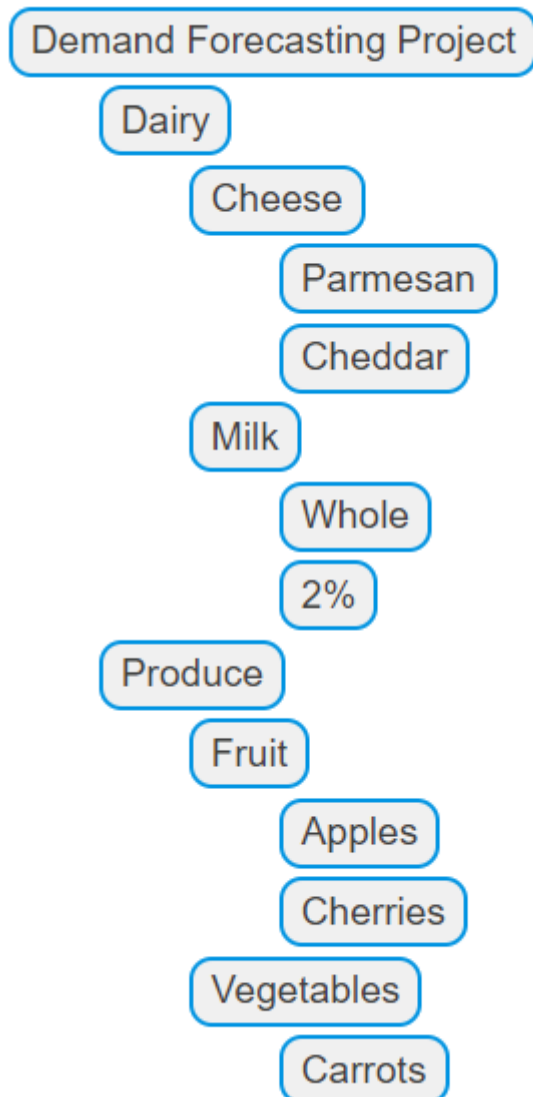 Demand Forecasting Project
Dairy
Cheese
Parmesan
Cheddar
Milk
Whole
2%
Produce
Fruit
Apples
Cherries
Vegetables
Carrots